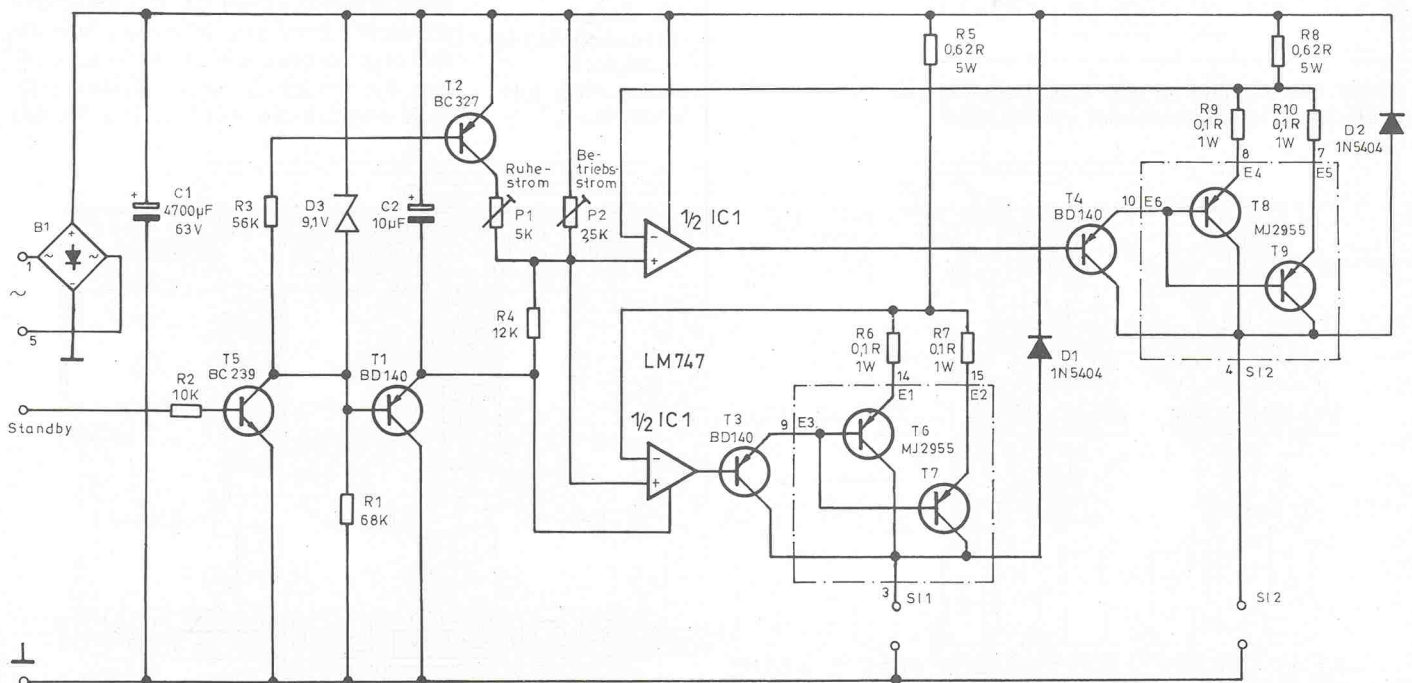 R5
0,62R
5W
R8
0,62R
5W
T2
BC327
R9
0,1R
1W
R10
0,1R
1W
D2
1N5404
+
C1
4700µF
63V
R3
56K
D3
9,1V
+
C2
10µF
Ruhe-
strom
P1
5K
Be-
triebs-
strom
P2
2,5K
1/2 IC1
−
+
T4
BD140
10
E6
8
E4
7
E5
T8
MJ2955
T9
B1
+
~
~
−
1
~
5
R4
12K
R6
0,1R
1W
R7
0,1R
1W
D1
1N5404
LM747
14
E1
15
E2
4
SI2
R2
10K
T5
BC239
T1
BD140
Standby
1/2 IC1
−
+
T3
BD140
9
E3
T6
MJ2955
T7
R1
68K
3
SI1
SI2